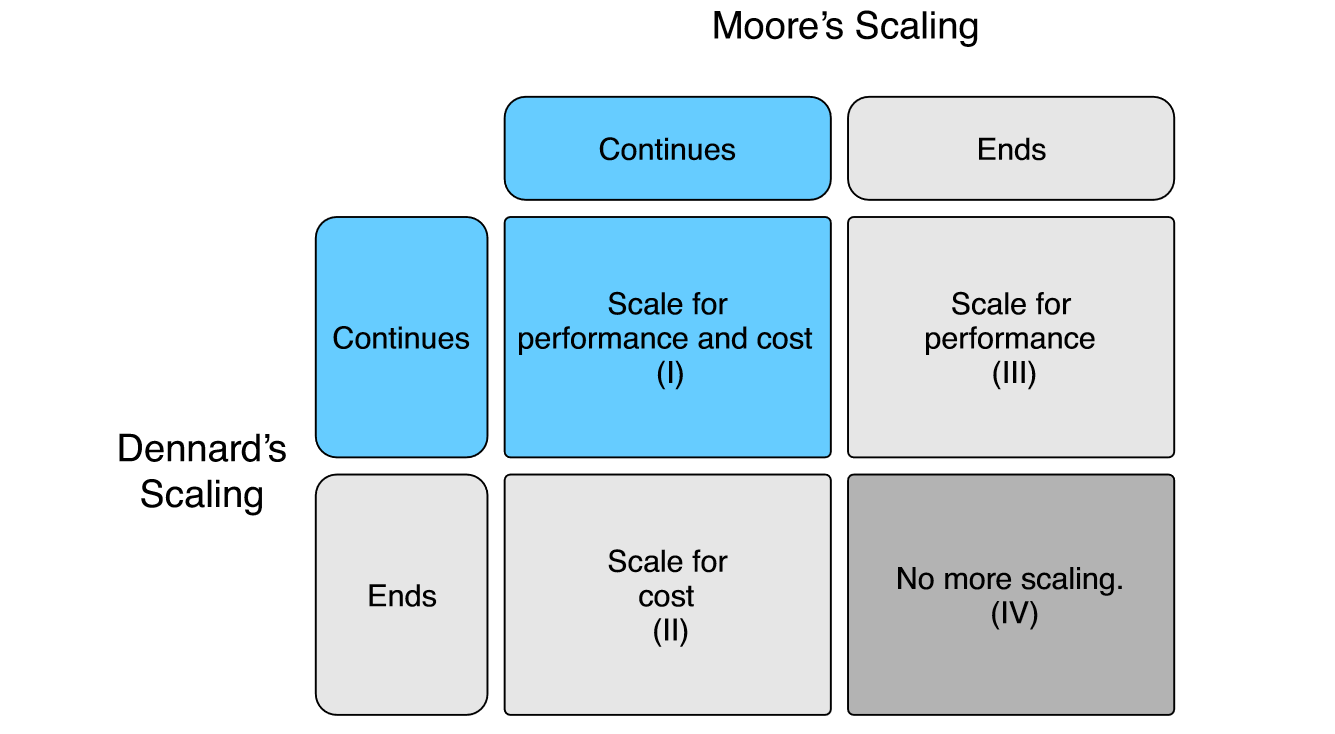 Moore’s Scaling
Continues
Ends
Continues
Scale for
performance and cost
(I)
Scale for
performance
(III)
Dennard’s
Scaling
Ends
Scale for
cost
(II)
No more scaling.
(IV)